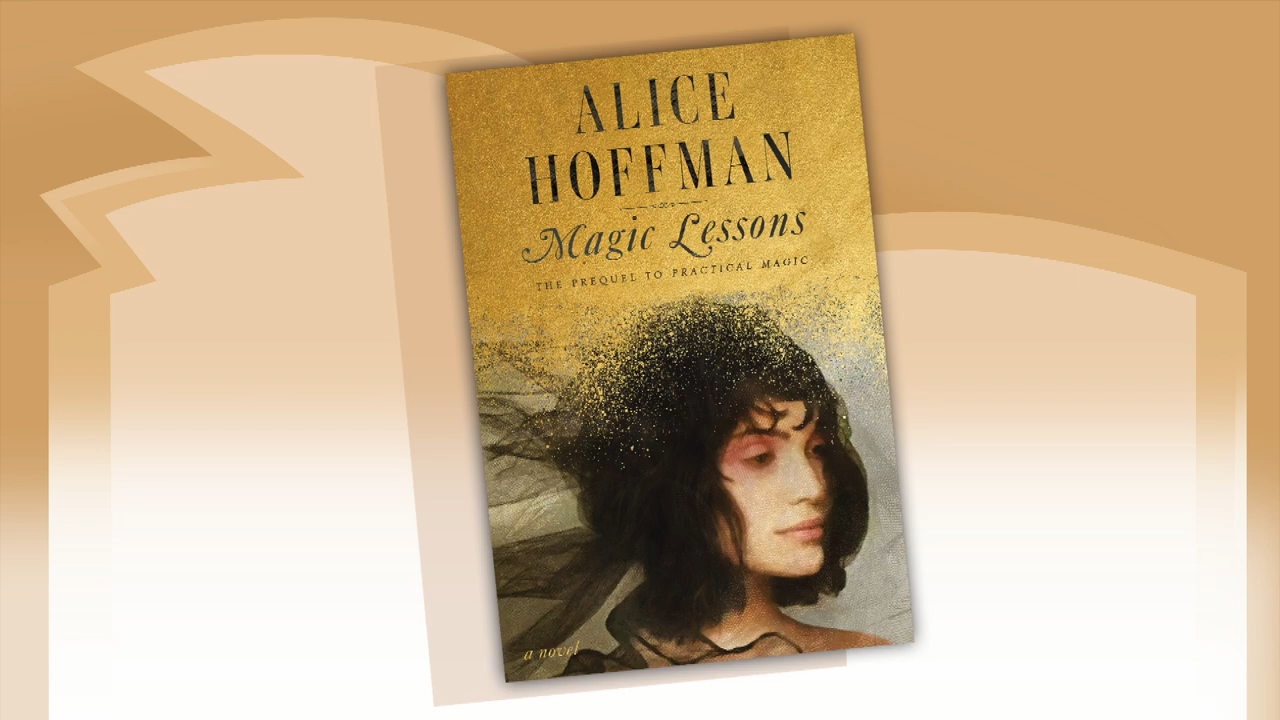 ALICE
HOFFMAN
Magic Lessons
THE PREQUEL TO PRACTICAL MAGIC
a novel